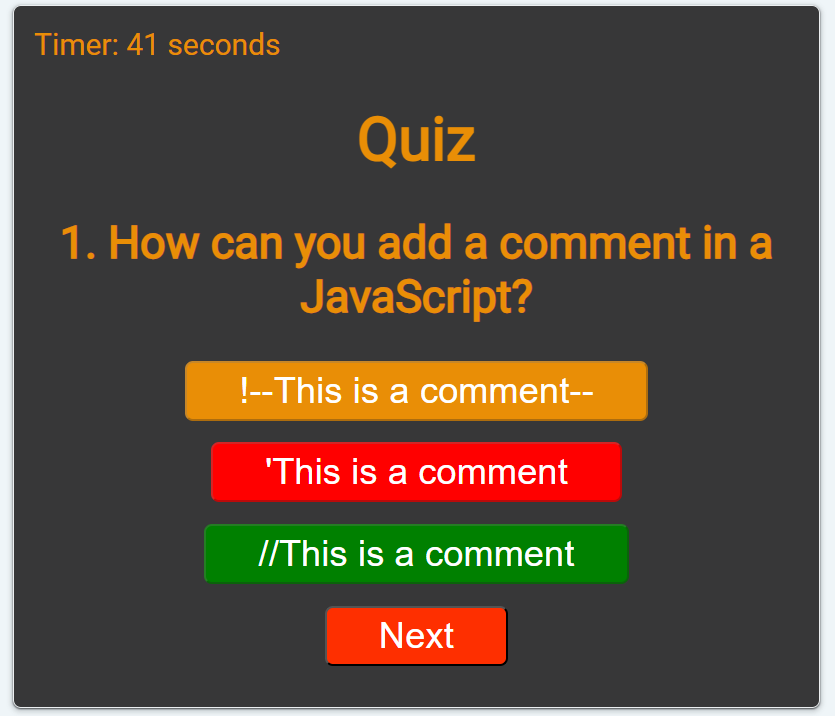 Timer: 41 seconds
Quiz
1. How can you add a comment in a
JavaScript?
!--This is a comment--
'This is a comment
//This is a comment
Next